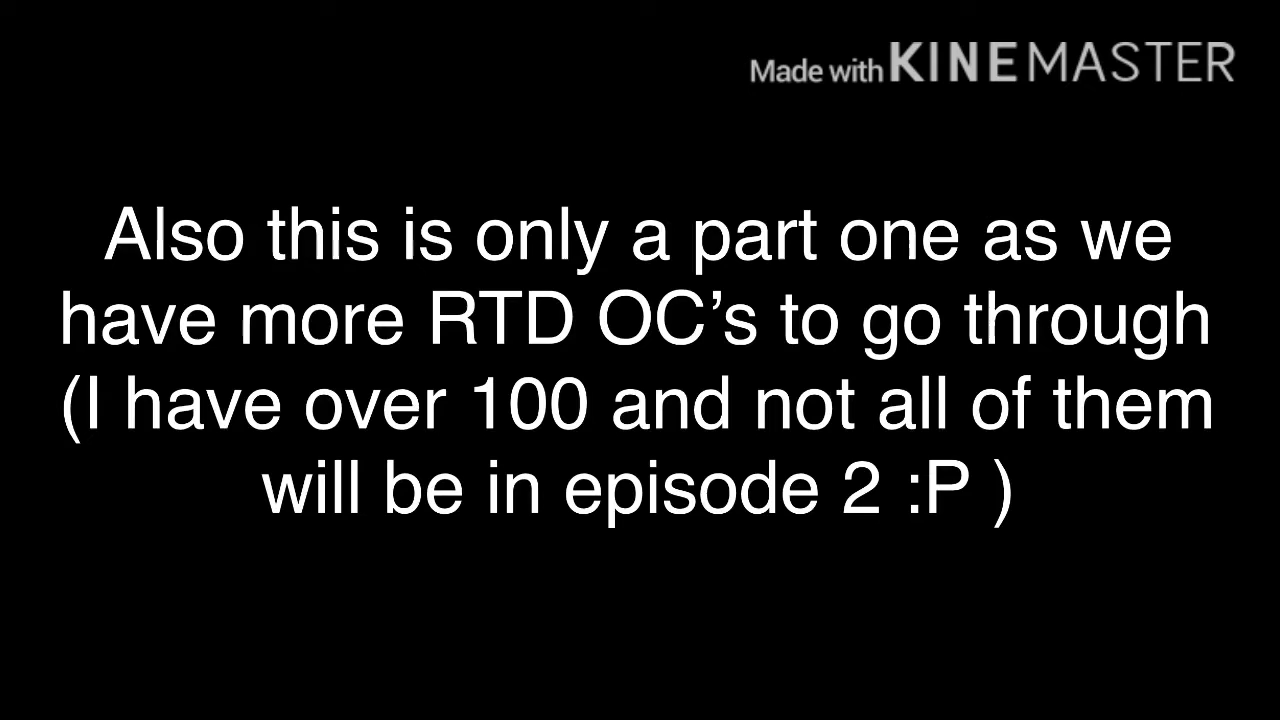 Made with KINEMASTER
Also this is only a part one as we
have more RTD OC’s to go through
(I have over 100 and not all of them
will be in episode 2 :P )